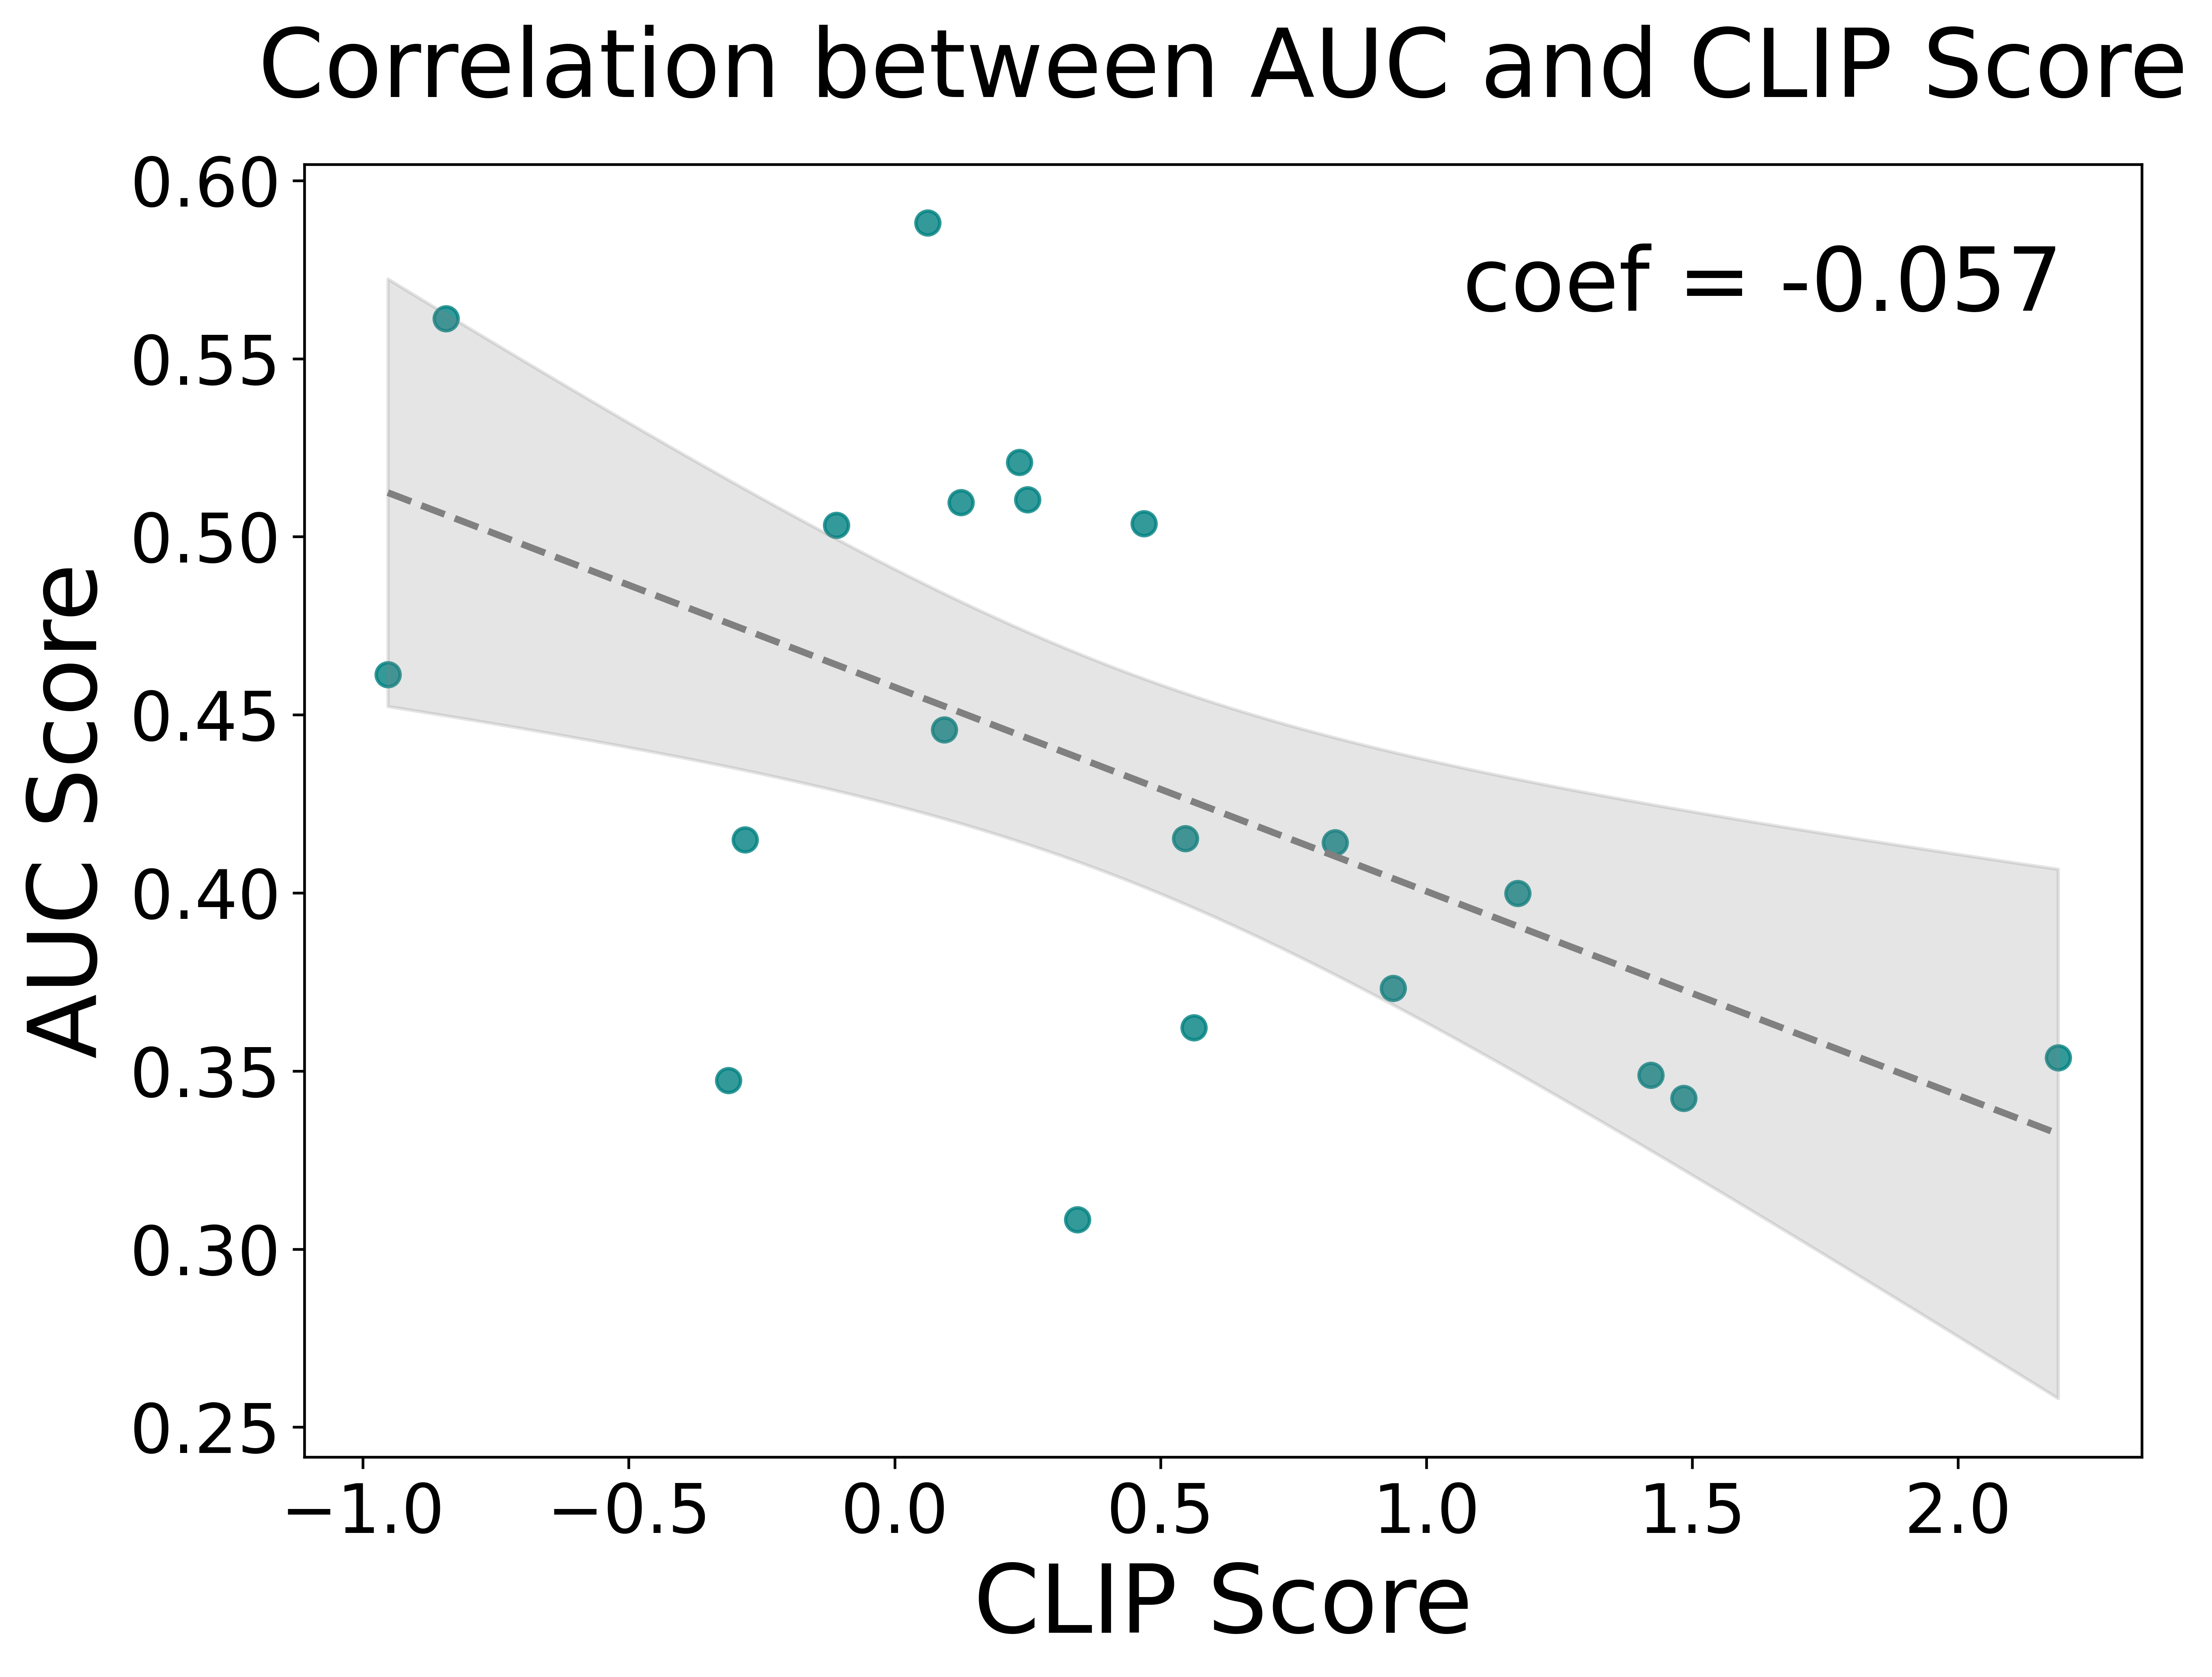 Correlation between AUC and CLIP Score
coef = -0.057
AUC Score
0.60
0.55
0.50
0.45
0.40
0.35
0.30
0.25
−1.0 −0.5 0.0 0.5 1.0 1.5 2.0
CLIP Score